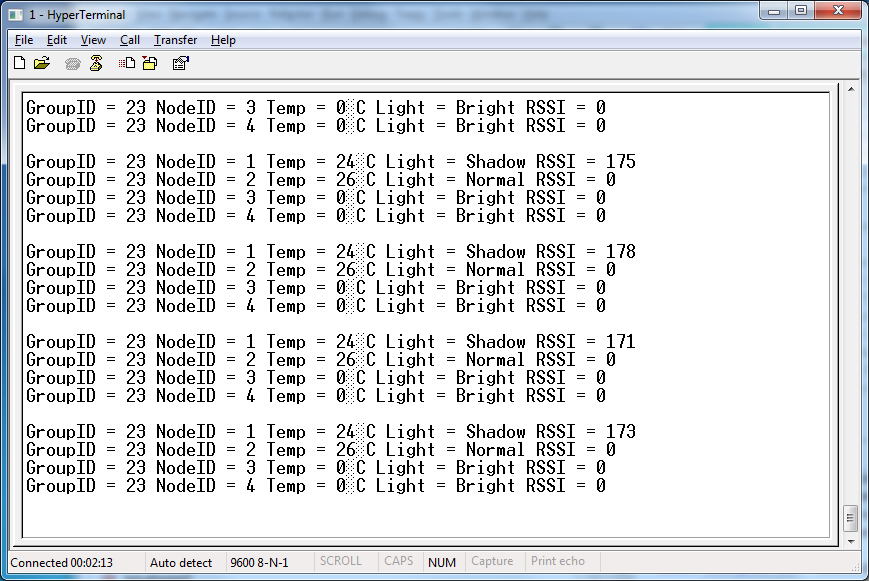 1 - HyperTerminal
File Edit View Call Transfer Help
GroupID = 23 NodeID = 3 Temp = 0░C Light = Bright RSSI = 0
GroupID = 23 NodeID = 4 Temp = 0░C Light = Bright RSSI = 0
GroupID = 23 NodeID = 1 Temp = 24░C Light = Shadow RSSI = 175
GroupID = 23 NodeID = 2 Temp = 26░C Light = Normal RSSI = 0
GroupID = 23 NodeID = 3 Temp = 0░C Light = Bright RSSI = 0
GroupID = 23 NodeID = 4 Temp = 0░C Light = Bright RSSI = 0
GroupID = 23 NodeID = 1 Temp = 24░C Light = Shadow RSSI = 178
GroupID = 23 NodeID = 2 Temp = 26░C Light = Normal RSSI = 0
GroupID = 23 NodeID = 3 Temp = 0░C Light = Bright RSSI = 0
GroupID = 23 NodeID = 4 Temp = 0░C Light = Bright RSSI = 0
GroupID = 23 NodeID = 1 Temp = 24░C Light = Shadow RSSI = 171
GroupID = 23 NodeID = 2 Temp = 26░C Light = Normal RSSI = 0
GroupID = 23 NodeID = 3 Temp = 0░C Light = Bright RSSI = 0
GroupID = 23 NodeID = 4 Temp = 0░C Light = Bright RSSI = 0
GroupID = 23 NodeID = 1 Temp = 24░C Light = Shadow RSSI = 173
GroupID = 23 NodeID = 2 Temp = 26░C Light = Normal RSSI = 0
GroupID = 23 NodeID = 3 Temp = 0░C Light = Bright RSSI = 0
GroupID = 23 NodeID = 4 Temp = 0░C Light = Bright RSSI = 0
Connected 00:02:13 Auto detect 9600 8-N-1 SCROLL CAPS NUM Capture Print echo